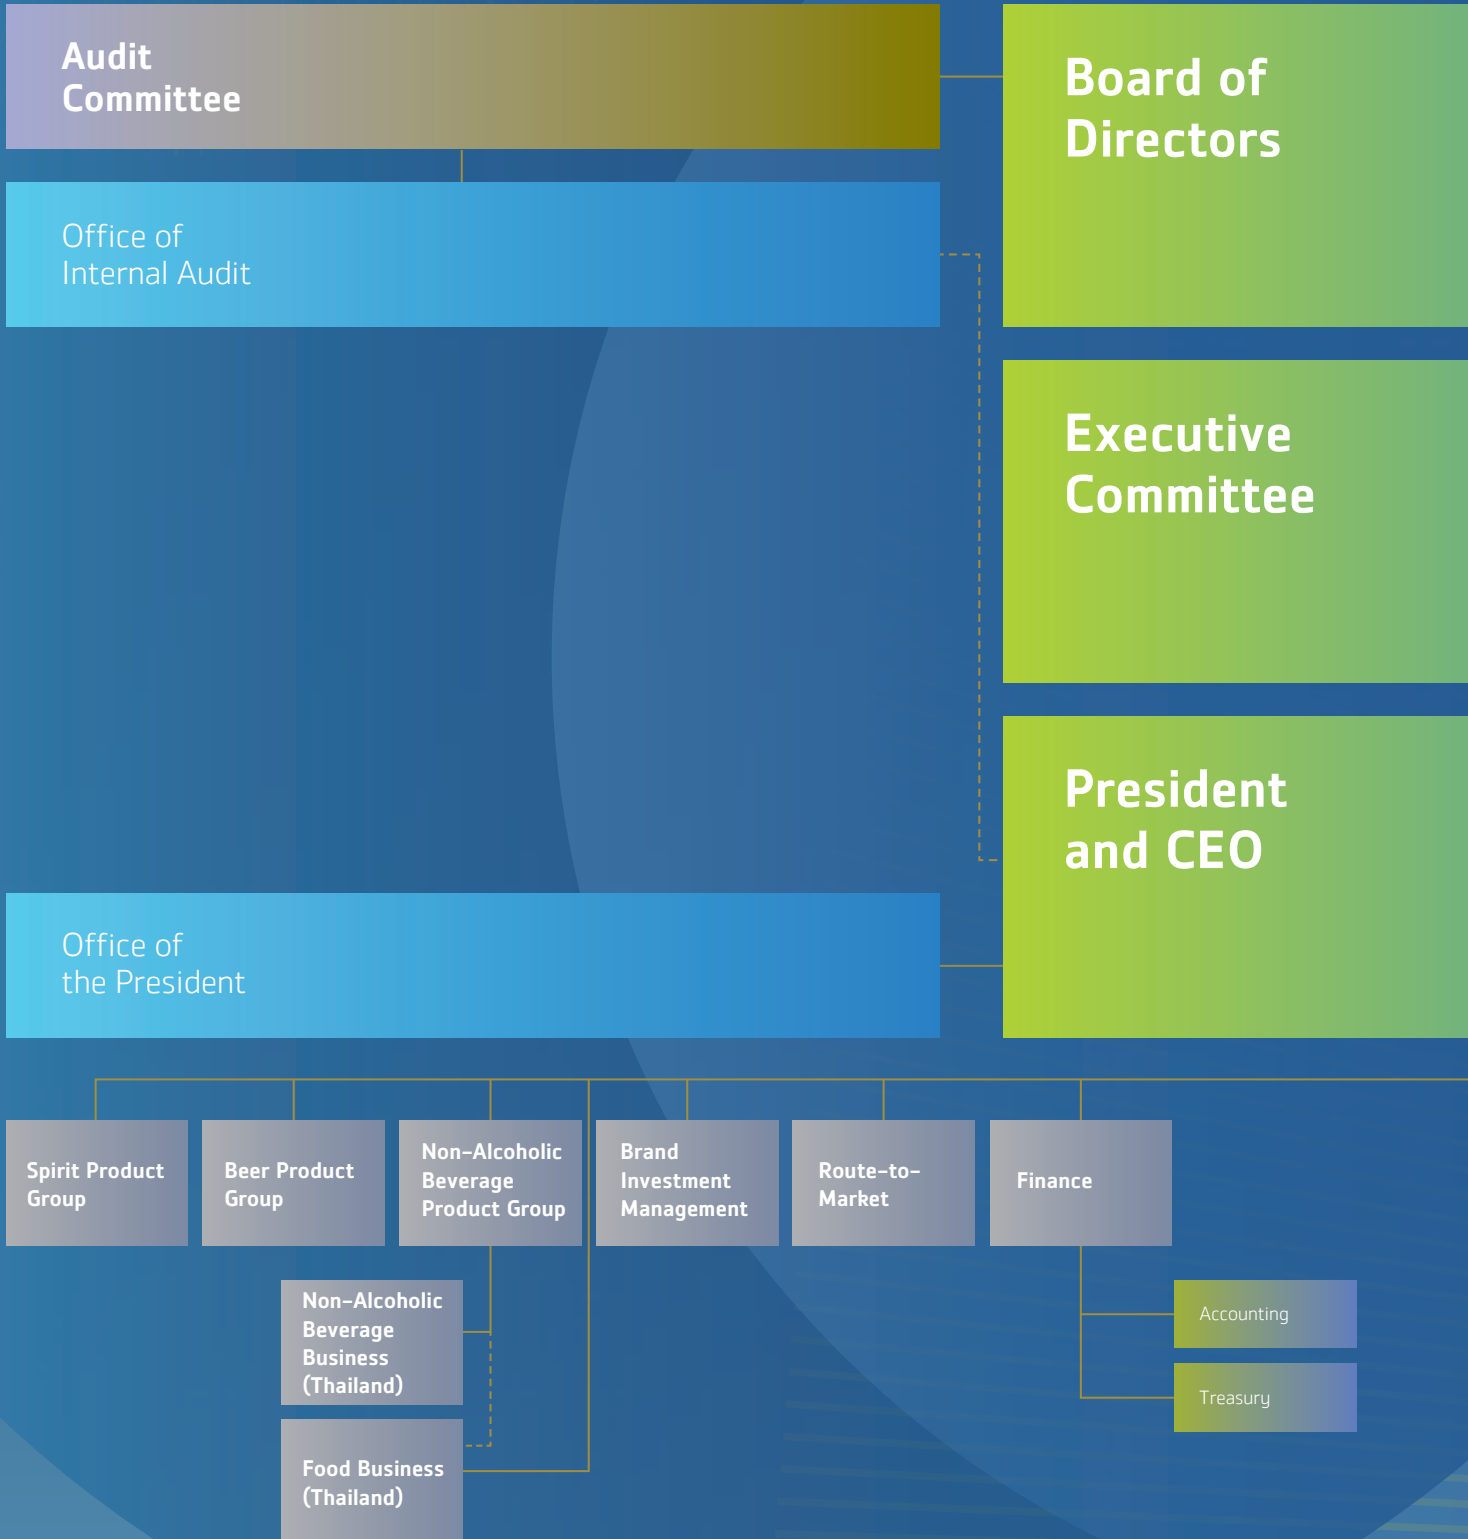 Audit
Committee
Board of
Directors
Office of
Internal Audit
Executive
Committee
President
and CEO
Office of
the President
Spirit Product
Group
Beer Product
Group
Non-Alcoholic
Beverage
Product Group
Brand
Investment
Management
Route-to-
Market
Finance
Non-Alcoholic
Beverage
Business
(Thailand)
Accounting
Treasury
Food Business
(Thailand)